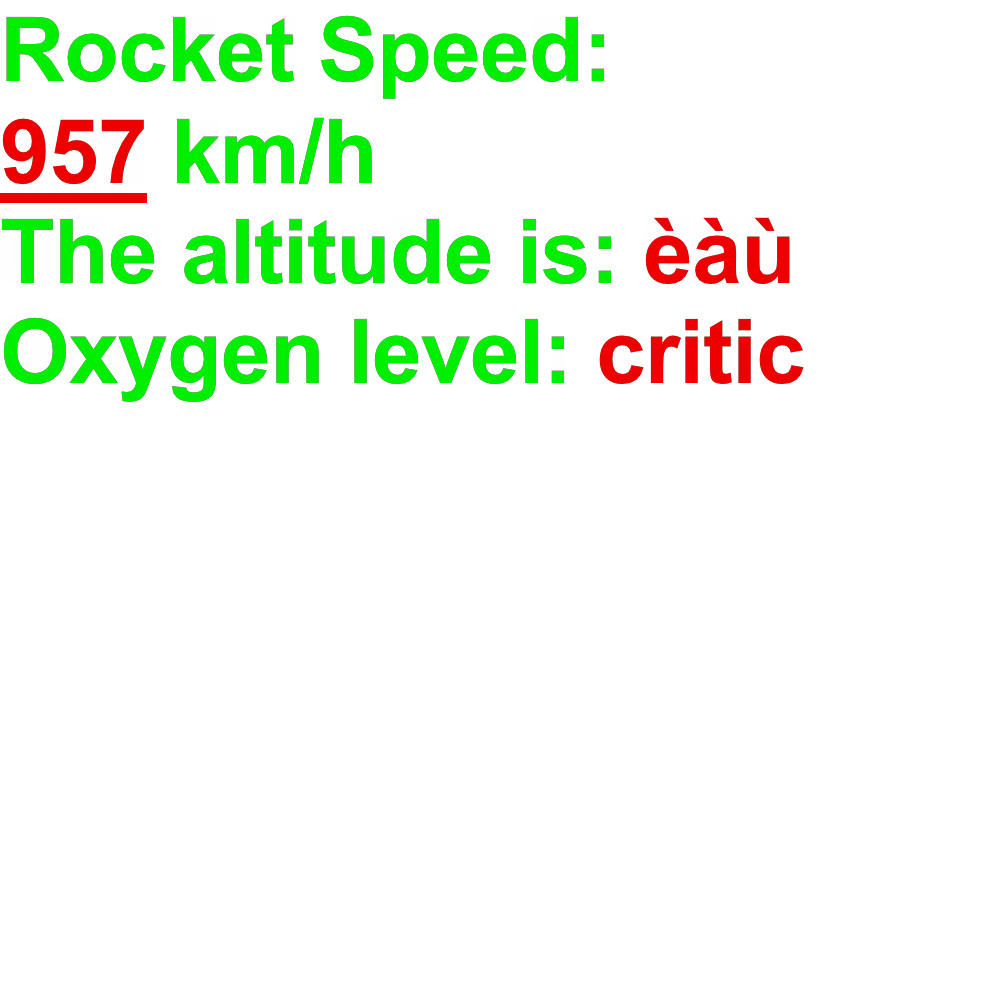 Rocket Speed:
957 km/h
The altitude is: èàù
Oxygen level: critic